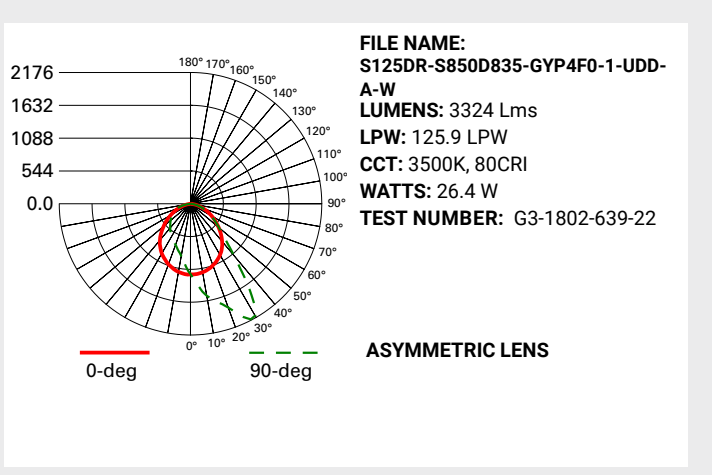 2176
1632
1088
544
0.0
180°
170°
160°
150°
140°
130°
120°
110°
100°
90°
80°
70°
60°
50°
40°
30°
20°
10°
0°
0-deg
90-deg
FILE NAME:
S125DR-S850D835-GYP4F0-1-UDD-
A-W
LUMENS: 3324 Lms
LPW: 125.9 LPW
CCT: 3500K, 80CRI
WATTS: 26.4 W
TEST NUMBER: G3-1802-639-22
ASYMMETRIC LENS